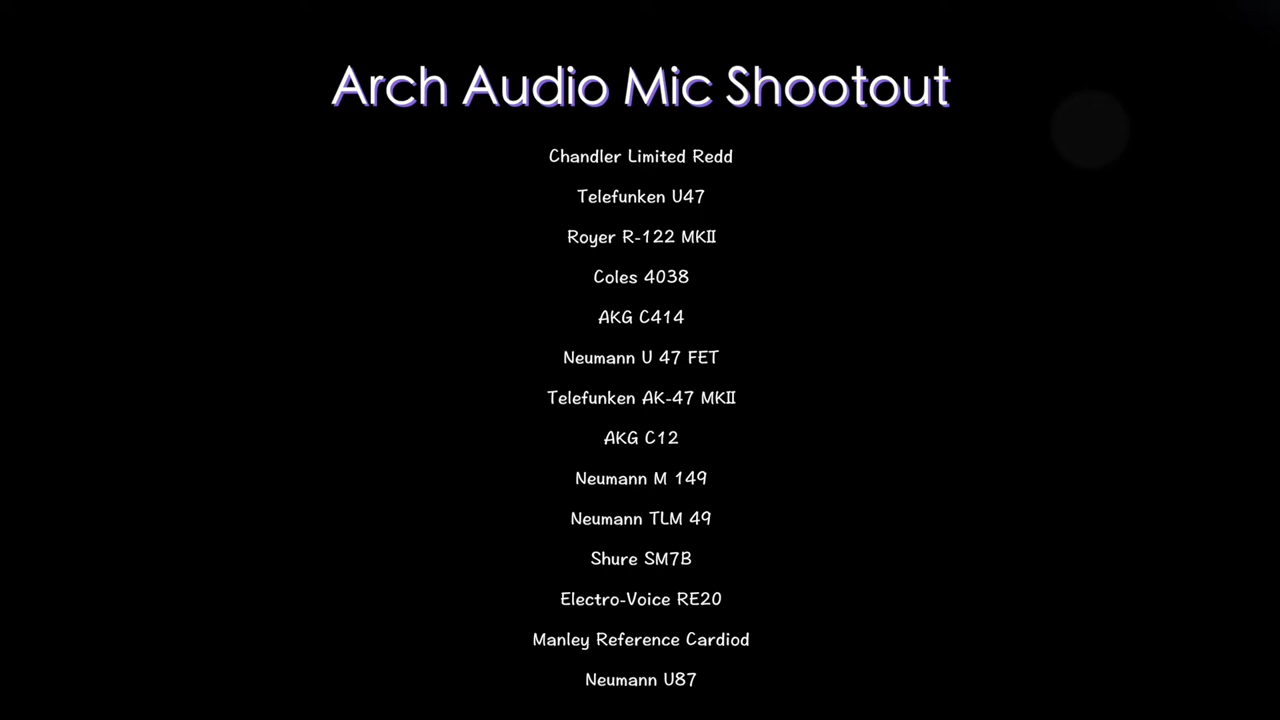 Arch Audio Mic Shootout
Chandler Limited Redd
Telefunken U47
Royer R-122 MKII
Coles 4038
AKG C414
Neumann U 47 FET
Telefunken AK-47 MKII
AKG C12
Neumann M 149
Neumann TLM 49
Shure SM7B
Electro-Voice RE20
Manley Reference Cardiod
Neumann U87